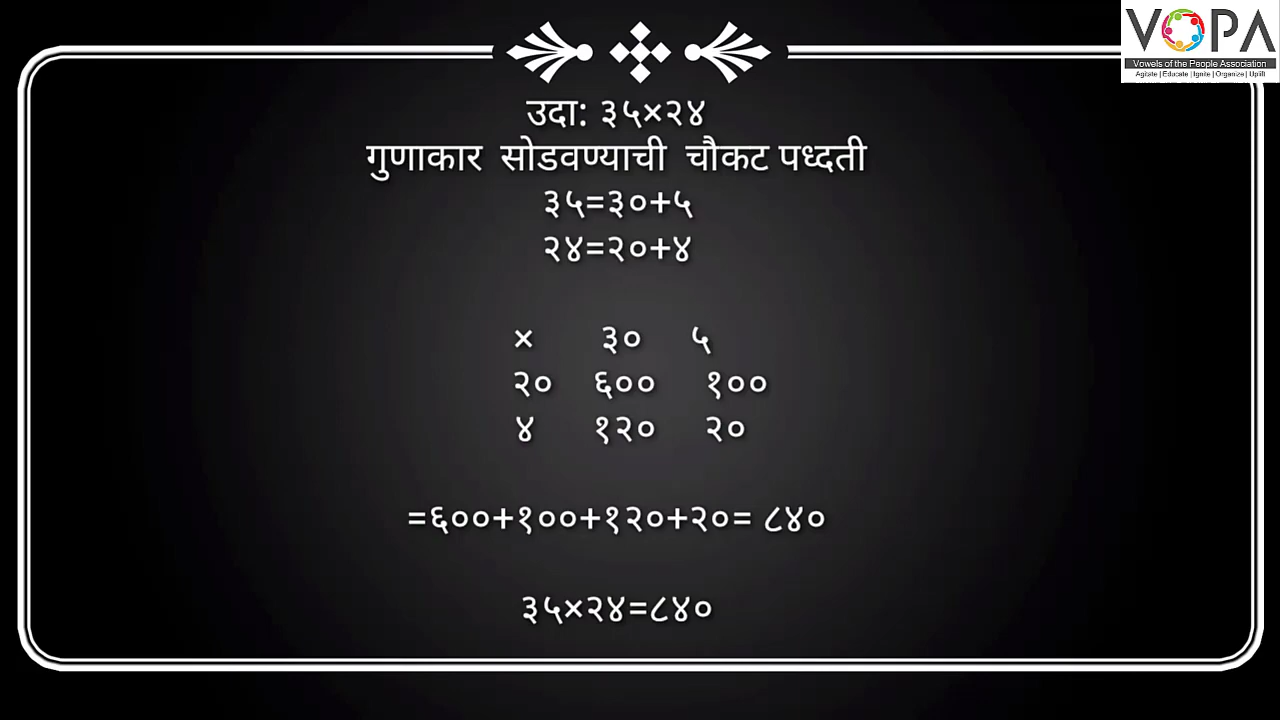 VOPA
Vowels of the People Association
Agitate | Educate | Ignite | Organize | Uplift
उदा: ३५×२४
गुणाकार सोडवण्याची चौकट पध्दती
३५=३०+५
२४=२०+४
× ३० ५
२० ६०० १००
४ १२० २०
=६००+१००+१२०+२०= ८४०
३५×२४=८४०